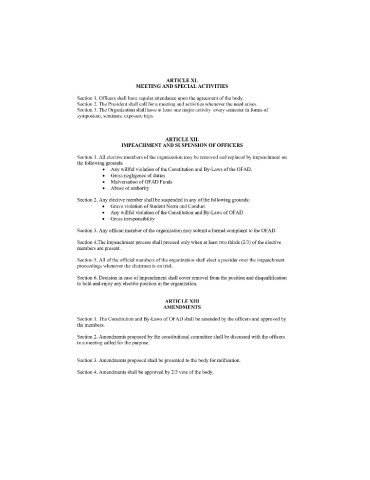 ARTICLE XI.
MEETING AND SPECIAL ACTIVITIES
Section 1. Officers shall have regular attendance upon the agreement of the body.
Section 2. The President shall call for a meeting and activities whenever the need arises.
Section 3. The Organization shall have at least one major activity every semester in forms of
symposium, seminars, exposure trips.
ARTICLE XII.
IMPEACHMENT AND SUSPENSION OF OFFICERS
Section 1. All elective members of the organization may be removed and replaced by impeachment on
the following grounds:
• Any willful violation of the Constitution and By-Laws of the OFAD.
• Gross negligence of duties
• Malversation of OFAD Funds
• Abuse of authority
Section 2. Any elective member shall be suspended in any of the following grounds:
• Grave violation of Student Norm and Conduct
• Any willful violation of the Constitution and By-Laws of OFAD
• Gross irresponsibility
Section 3. Any official member of the organization may submit a formal complaint to the OFAD.
Section 4.The impeachment process shall proceed only when at least two thirds (2/3) of the elective
members are present.
Section 5. All of the official members of the organization shall elect a presider over the impeachment
proceedings whenever the chairman is on trial.
Section 6. Decision in case of impeachment shall cover removal from the position and disqualification
to hold and enjoy any elective position in the organization.
ARTICLE XIII
AMENDMENTS
Section 1. The Constitution and By-Laws of OFAD shall be amended by the officers and approved by
the members.
Section 2. Amendments proposed by the constitutional committee shall be discussed with the officers
in a meeting called for the purpose.
Section 3. Amendments proposed shall be presented to the body for ratification.
Section 4. Amendments shall be approved by 2/3 vote of the body.